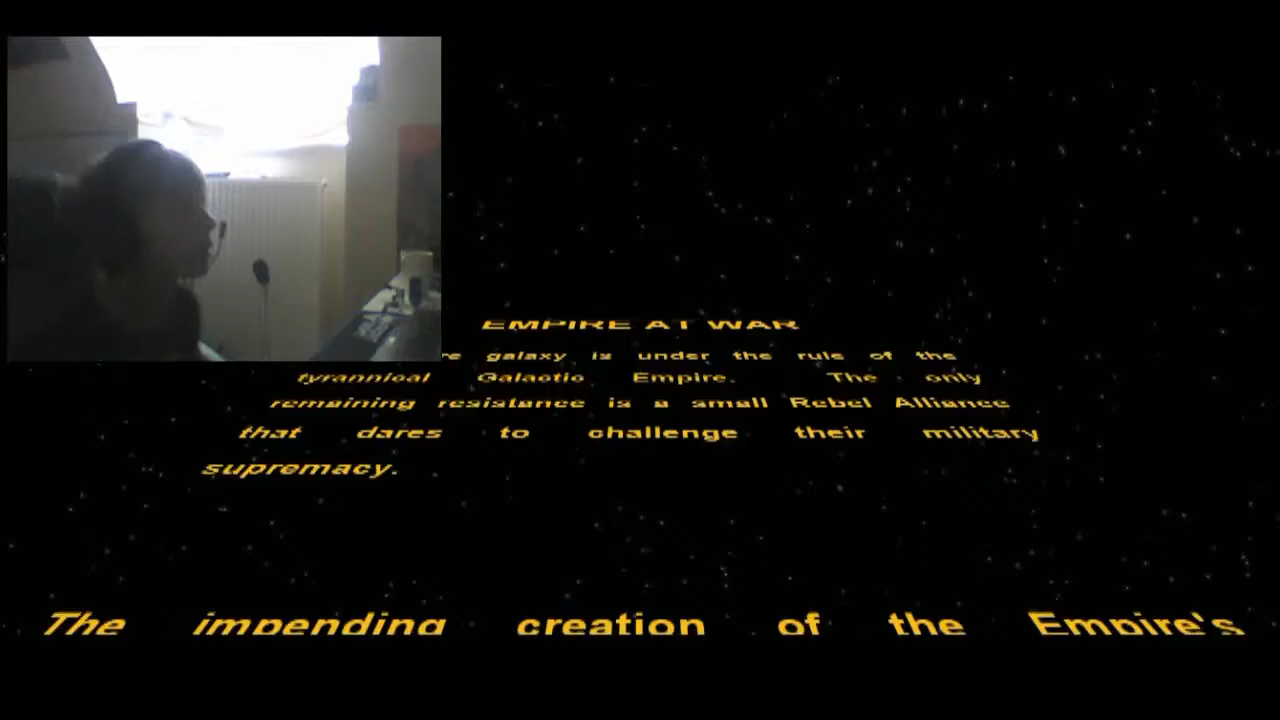 EMPIRE AT WAR
galaxy is under the rule of the
tyrannical Galactic Empire. The only
remaining resistance is a small Rebel Alliance
that dares to challenge their military
supremacy.
The impending creation of the Empire's